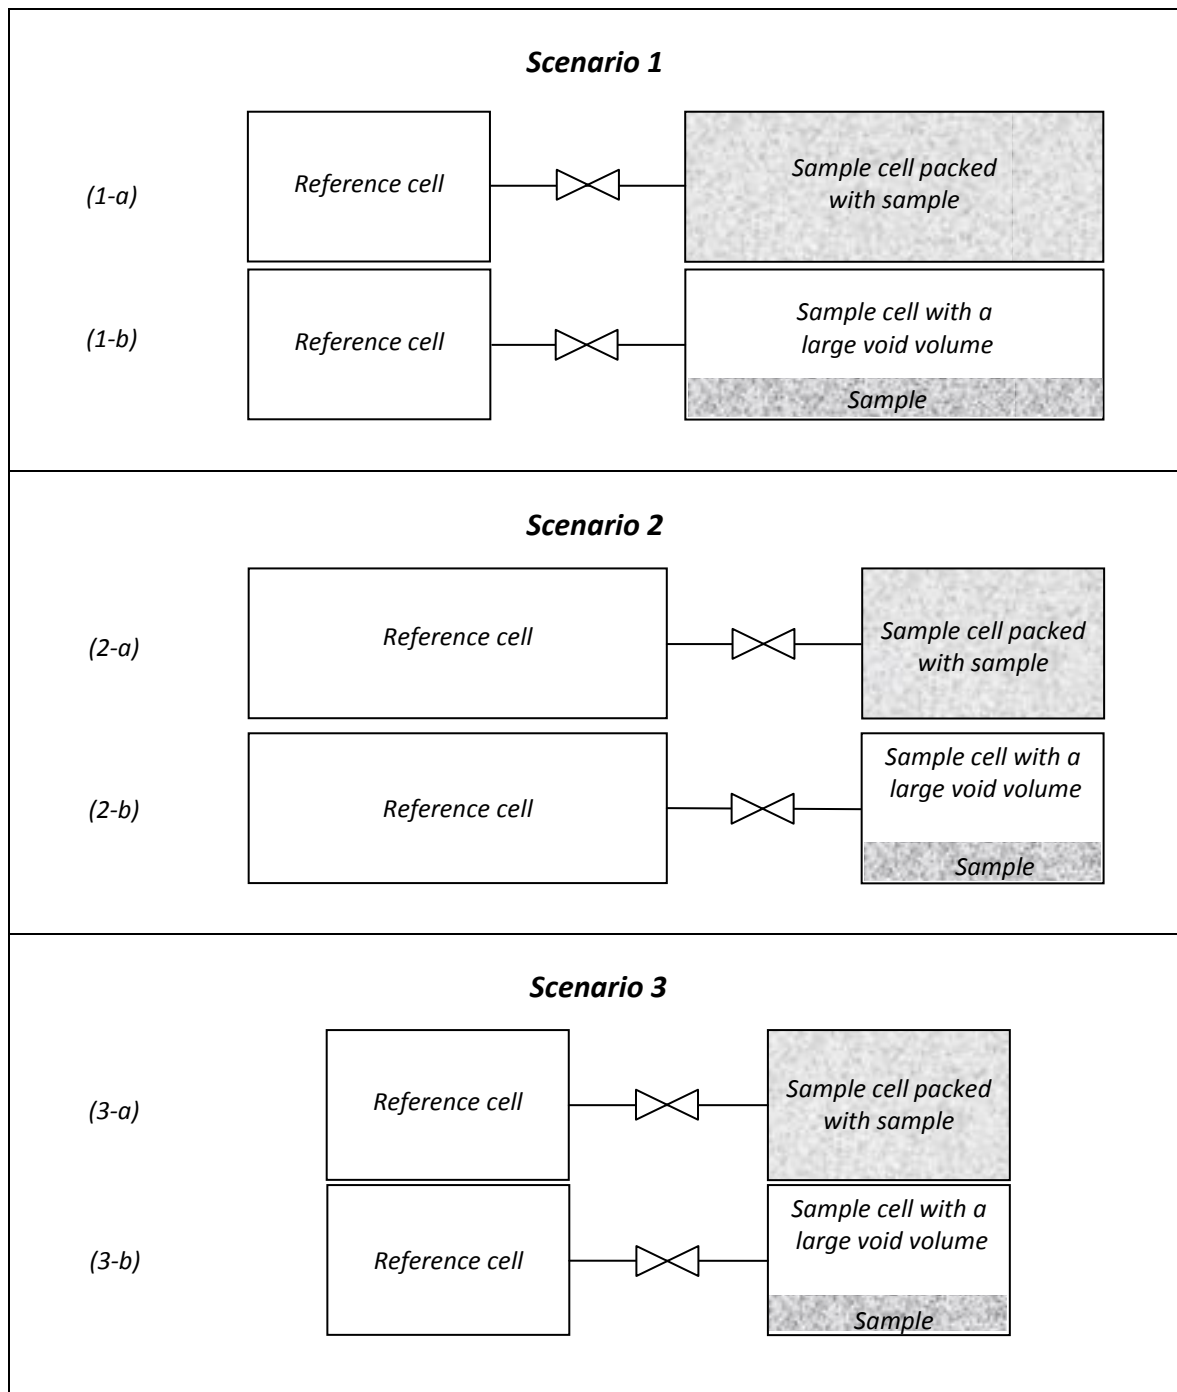 Scenario 1
(1-a)
Reference cell
Sample cell packed
with sample
(1-b)
Reference cell
Sample cell with a
large void volume
Sample
Scenario 2
(2-a)
Reference cell
Sample cell packed
with sample
(2-b)
Reference cell
Sample cell with a
large void volume
Sample
Scenario 3
(3-a)
Reference cell
Sample cell packed
with sample
(3-b)
Reference cell
Sample cell with a
large void volume
Sample